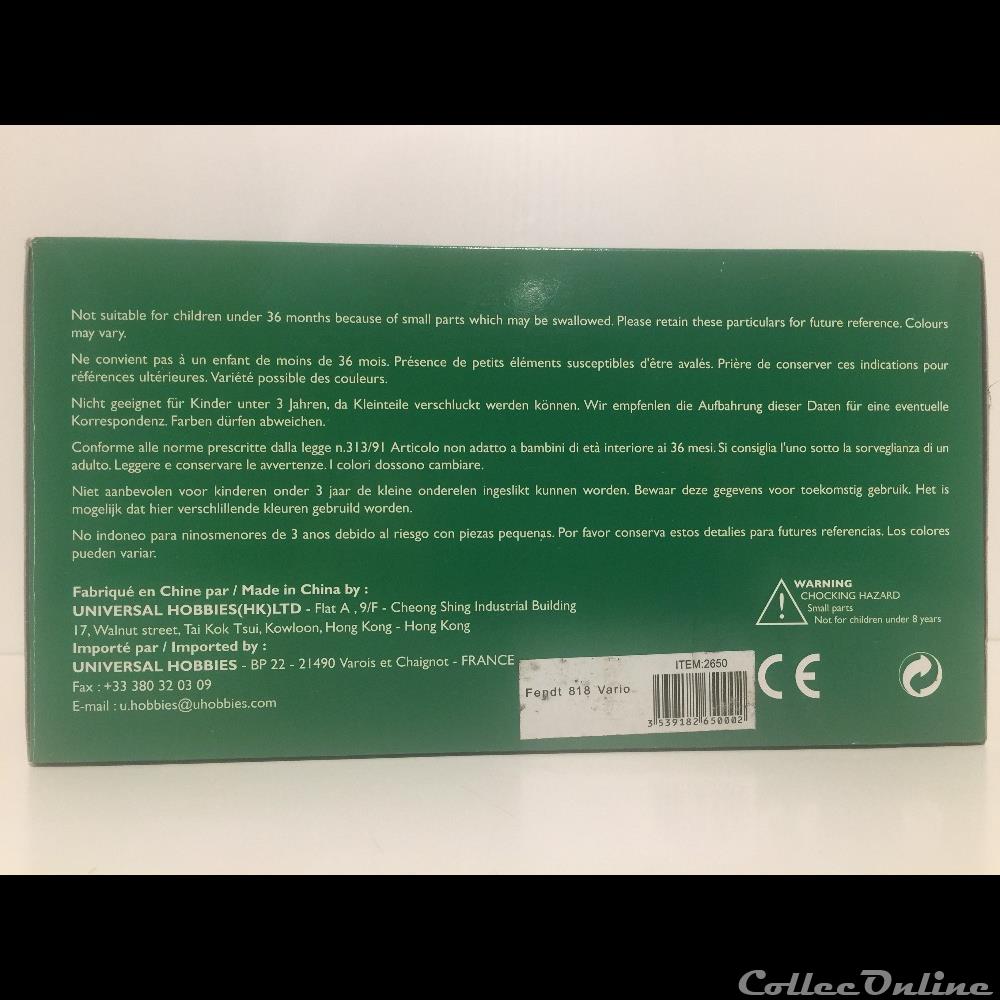 Not suitable for children under 36 months because of small parts which may be swallowed. Please retain these particulars for future reference. Colours
may vary.
Ne convient pas à un enfant de moins de 36 mois. Présence de petits éléments susceptibles d'être avalés. Prière de conserver ces indications pour
références ultérieures. Variété possible des couleurs.
Nicht geeignet für Kinder unter 3 Jahren, da Kleinteile verschluckt werden können. Wir empfenlen die Aufbahrung dieser Daten für eine eventuelle
Korrespondenz. Farben dürfen abweichen.
Conforme alle norme prescritte dalla legge n.313/91 Articolo non adatto a bambini di età interiore ai 36 mesi. Si consiglia l'uno sotto la sorveglianza di un
adulto. Leggere e conservare le avvertenze. I colori dossono cambiare.
Niet aanbevolen voor kinderen onder 3 jaar de kleine onderelen ingeslikt kunnen worden. Bewaar deze gegevens voor toekomstig gebruik. Het is
mogelijk dat hier verschlillende kleuren gebruild worden.
No indoneo para ninosmenores de 3 anos debido al riesgo con piezas pequenas. Por favor conserva estos detalies para futures referencias. Los colores
pueden variar.
Fabriqué en Chine par / Made in China by :
UNIVERSAL HOBBIES(HK)LTD - Flat A , 9/F - Cheong Shing Industrial Building
17, Walnut street, Tai Kok Tsui, Kowloon, Hong Kong - Hong Kong
Importé par / Imported by :
UNIVERSAL HOBBIES - BP 22 - 21490 Varois et Chaignot - FRANCE
Fax : +33 380 32 03 09
E-mail : u.hobbies@uhobbies.com
Fendt 818 Vario
ITEM:2650
3 539182 650002
WARNING
CHOCKING HAZARD
Small parts
Not for children under 8 years
CE
CollecOnline